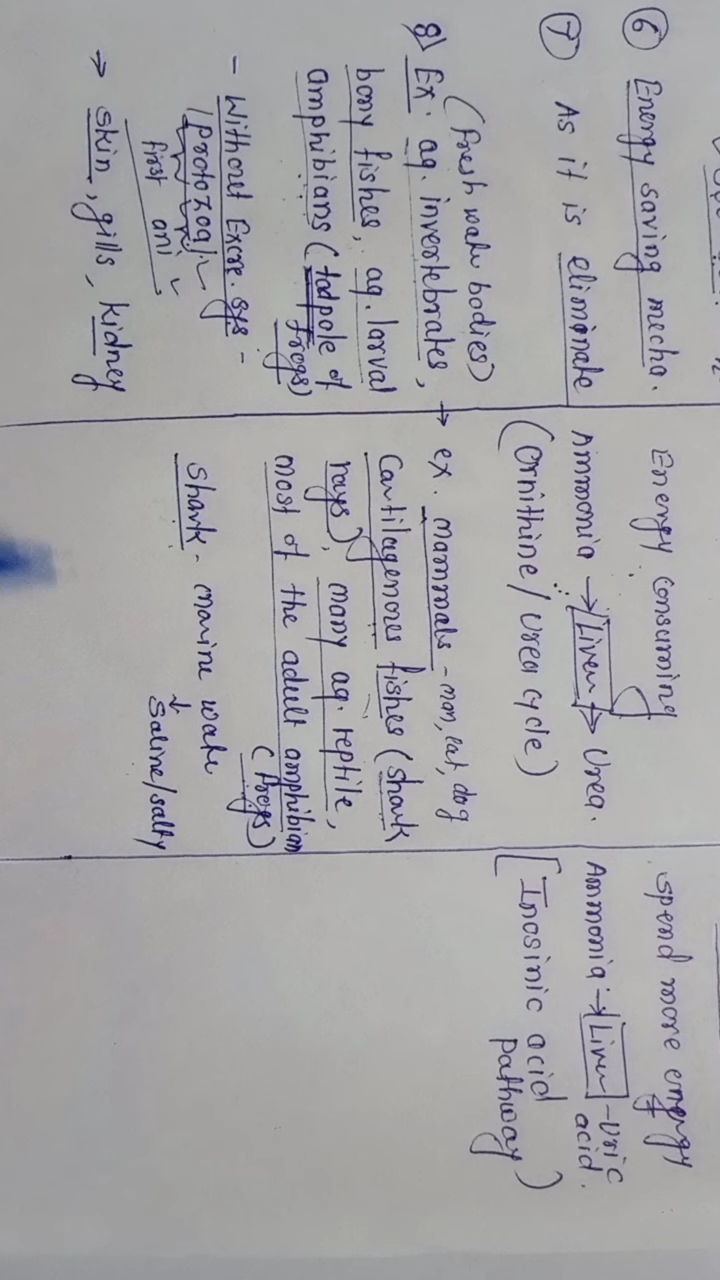 ⑥ Energy saving mecha.
⑦ As it is eliminate
(fresh wate bodies)
8) Ex. aq. invertebrates,
bony fishes, aq. larval
amphibians (tadpole of
frogs)
- Without Excre. sys -
(protozoa)
first ani
→ skin, gills, kidney
Energy consuming
Ammonia → Liver → Urea.
(Ornithine/Urea cycle)
→ ex. mammals - man, cat, dog
Cartilagenores fishes (shark
rays), many aq. reptile,
most of the adult amphibian
(frogs)
Shark - marine wate
↓
saline/salty
spend more energy
Ammonia → Liver - Uric
acid.
[Inosinic acid
pathway)